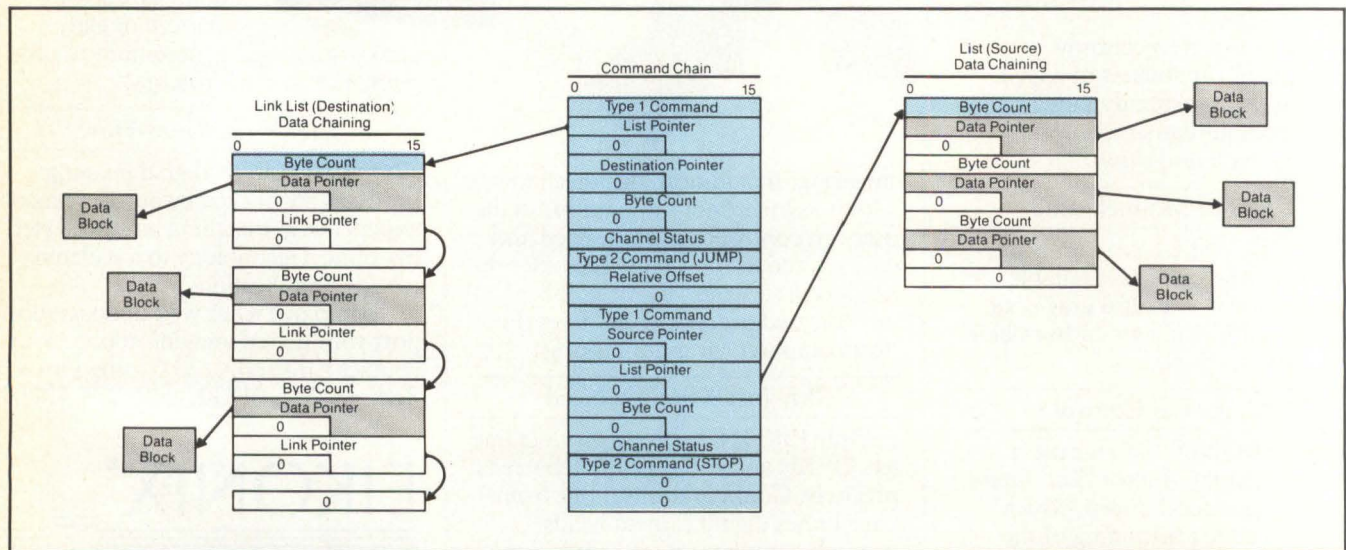 Link List (Destination)
Data Chaining
0 15
Byte Count
Data Pointer
0
Link Pointer
0
Byte Count
Data Pointer
0
Link Pointer
0
Byte Count
Data Pointer
0
Link Pointer
0
0
Data
Block
Data
Block
Data
Block
Command Chain
0 15
Type 1 Command
List Pointer
0
Destination Pointer
0
Byte Count
0
Channel Status
Type 2 Command (JUMP)
Relative Offset
0
Type 1 Command
Source Pointer
0
List Pointer
0
Byte Count
0
Channel Status
Type 2 Command (STOP)
0
0
List (Source)
Data Chaining
0 15
Byte Count
Data Pointer
0
Byte Count
Data Pointer
0
Byte Count
Data Pointer
0
0
Data
Block
Data
Block
Data
Block